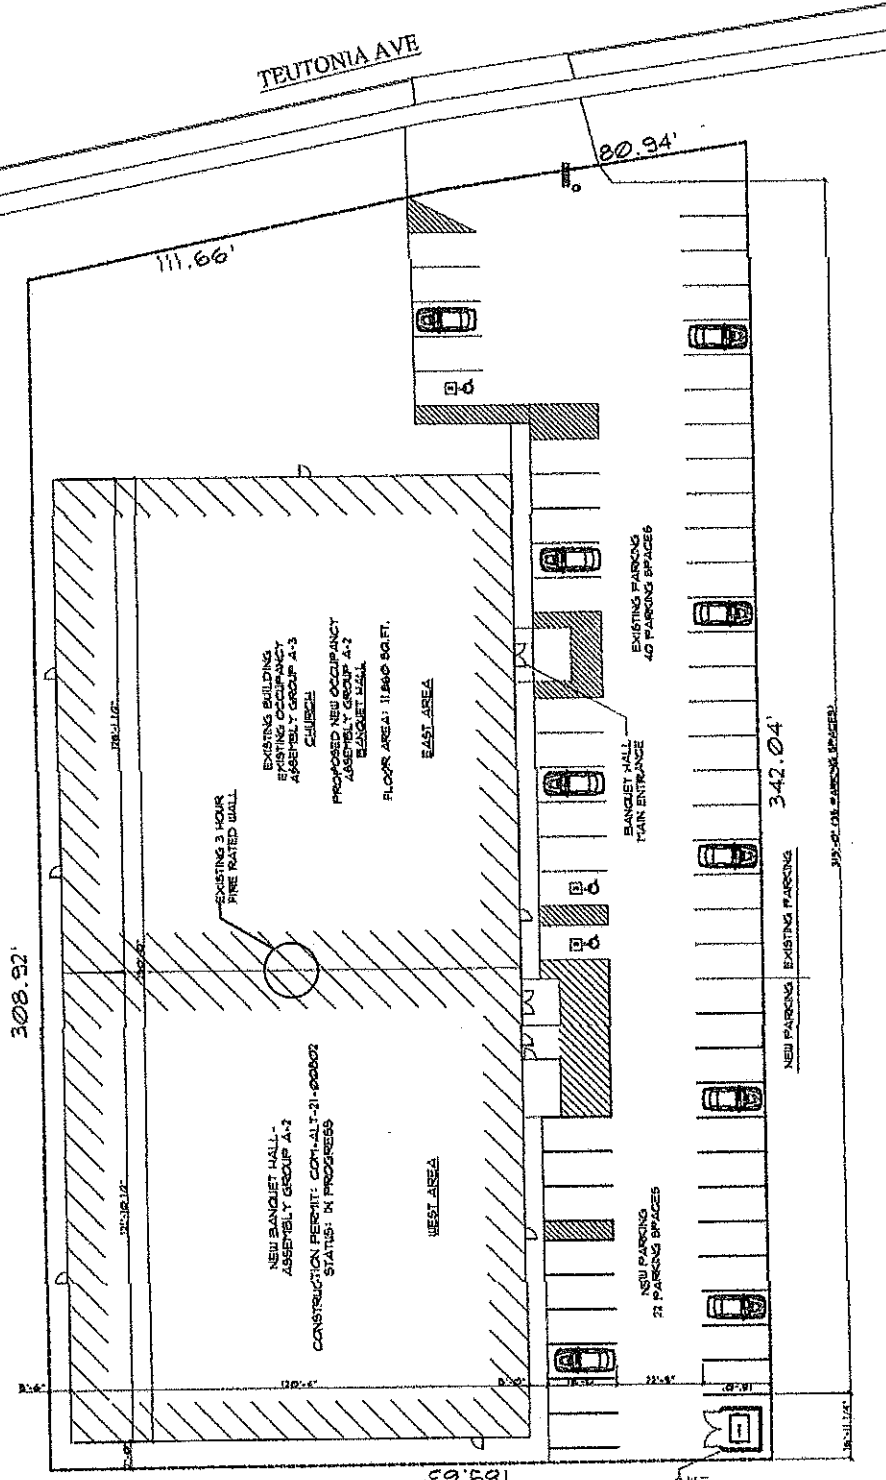 TEUTONIA AVE
80.94'
111.66'
EXISTING BUILDING
EXISTING OCCUPANCY
ASSEMBLY GROUP A-3
CHURCH
PROPOSED NEW OCCUPANCY
ASSEMBLY GROUP A-2
BANQUET HALL
EAST AREA
EXISTING PARKING
40 PARKING SPACES
EXISTING 3 HOUR
FIRE RATED WALL
BANQUET HALL
MAIN ENTRANCE
342.04'
308.92'
NEW PARKING
EXISTING PARKING
NEW BANQUET HALL-
ASSEMBLY GROUP A-2
CONSTRUCTION PERMIT: COM-ALT-21-00802
STATUS: IN PROGRESS
WEST AREA
NEW PARKING
22 PARKING SPACES